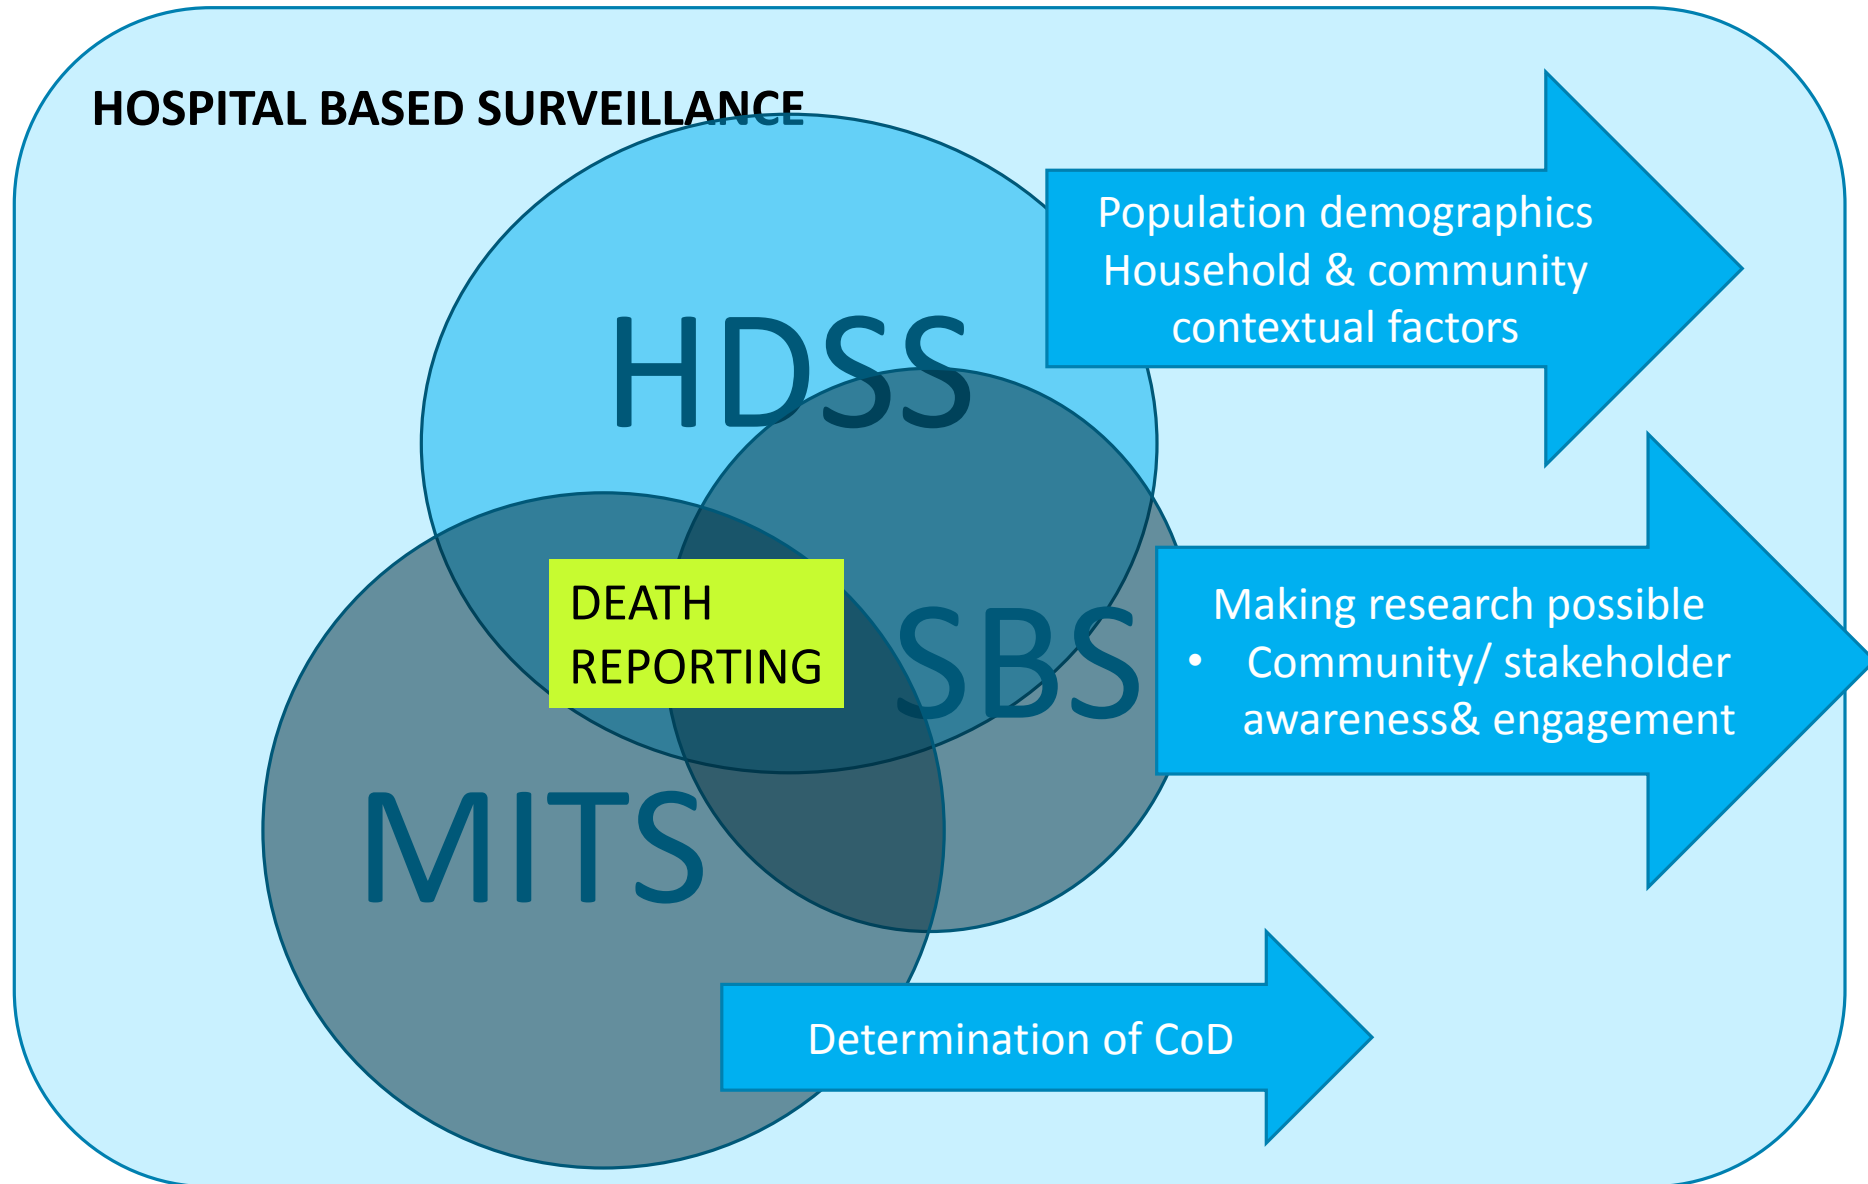 HOSPITAL BASED SURVEILLANCE
HDSS
Population demographics
Household & community
contextual factors
DEATH
REPORTING
SBS
Making research possible
• Community/ stakeholder
awareness& engagement
MITS
Determination of CoD